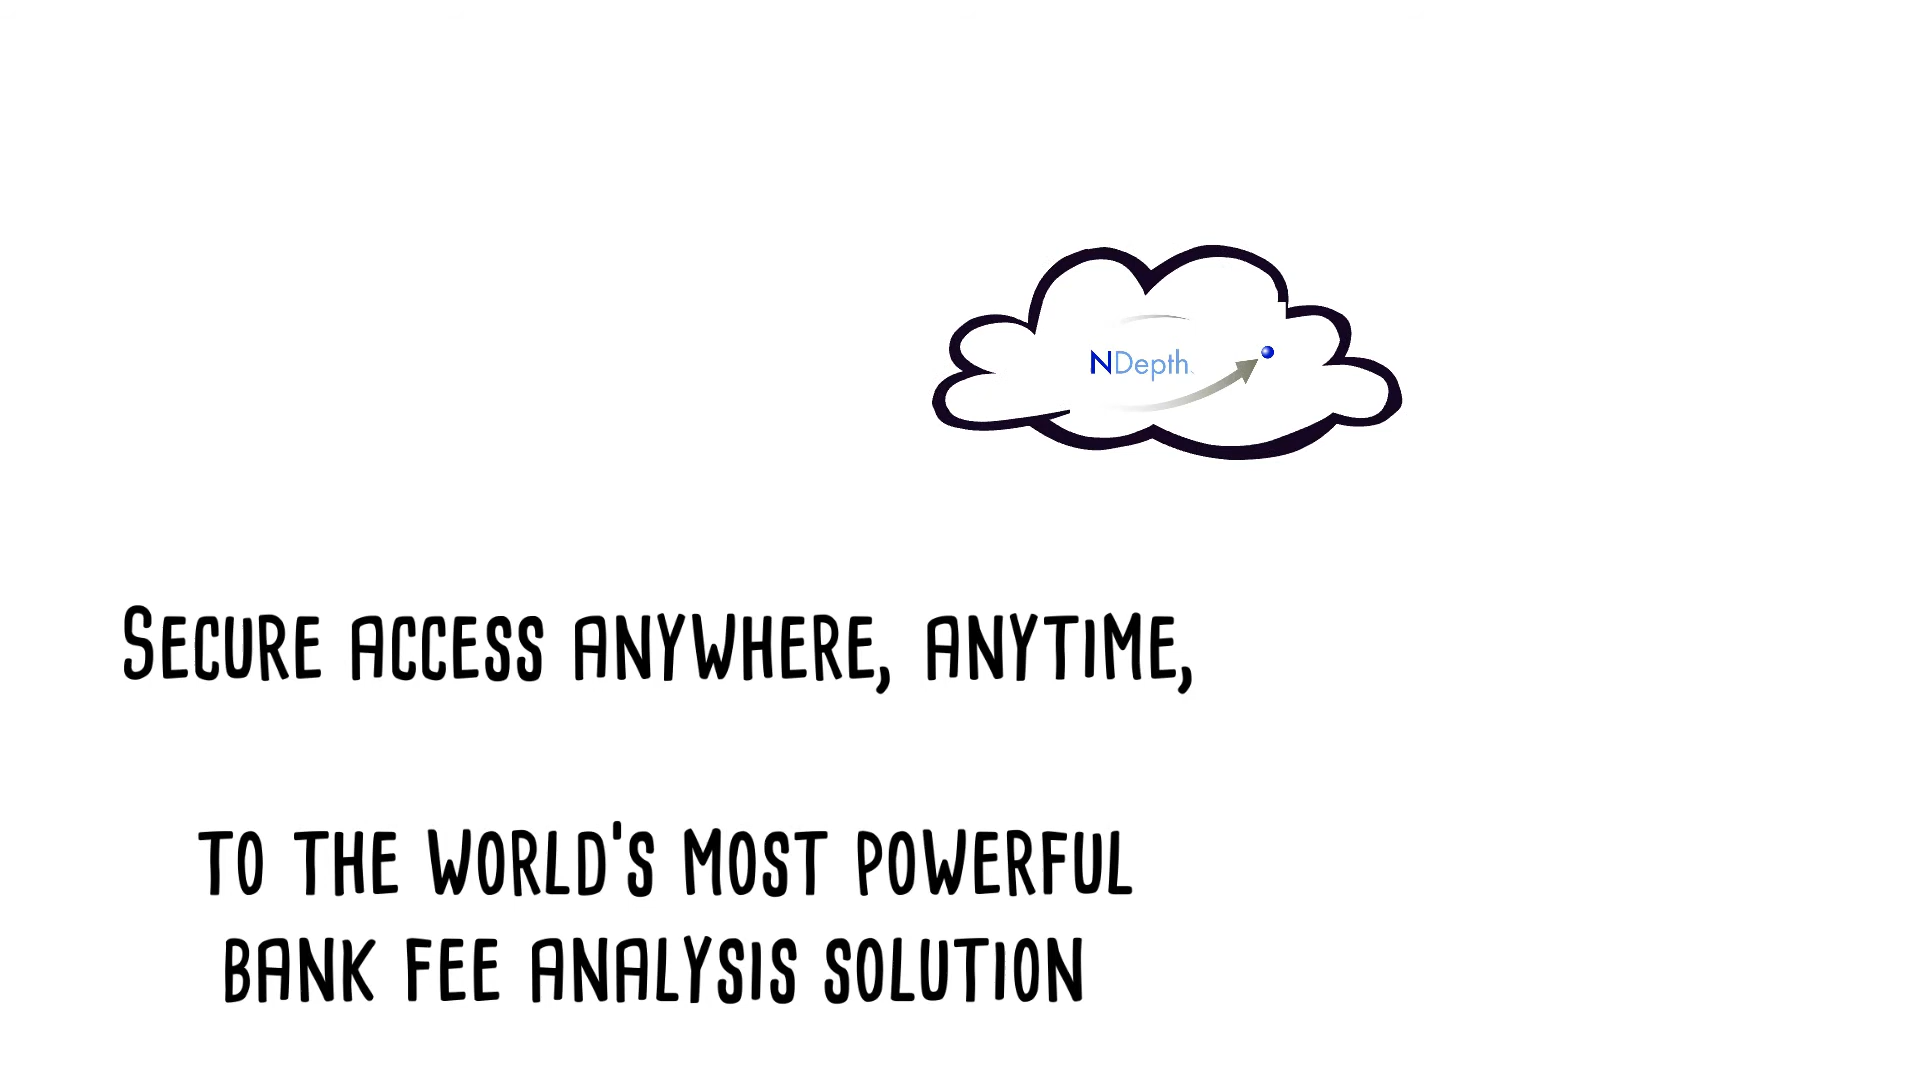 NDepth
Secure access anywhere, anytime,
to the world's most powerful
bank fee analysis solution